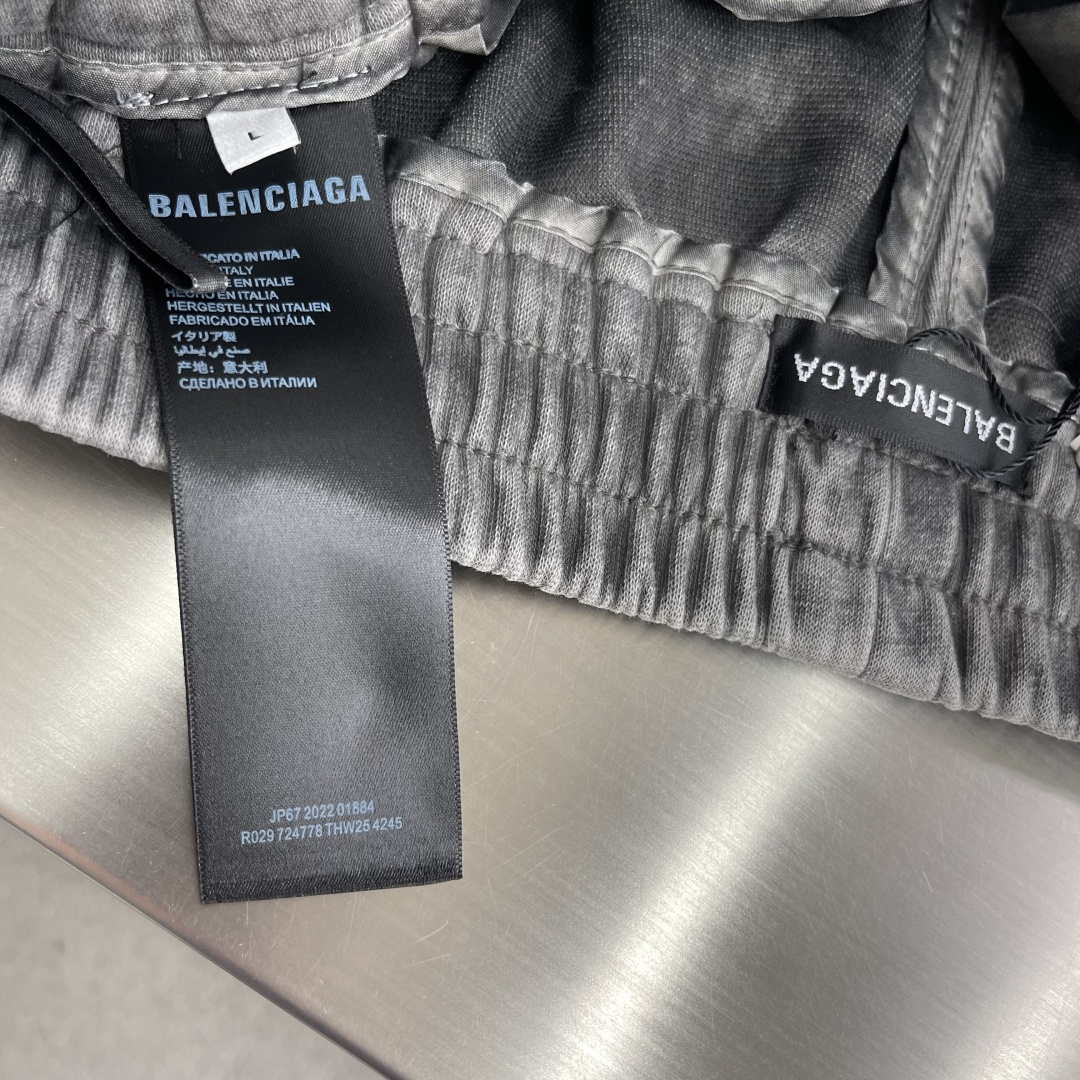 L
BALENCIAGA
CATO IN ITALIA
ITALY
EN ITALIE
HECHO EN ITALIA
HERGESTELLT IN ITALIEN
FABRICADO EM ITÁLIA
イタリア製
صنع في إيطاليا
产地：意大利
СДЕЛАНО В ИТАЛИИ
JP67 2022 01884
R029 724778 THW25 4245
BALENCIAGA